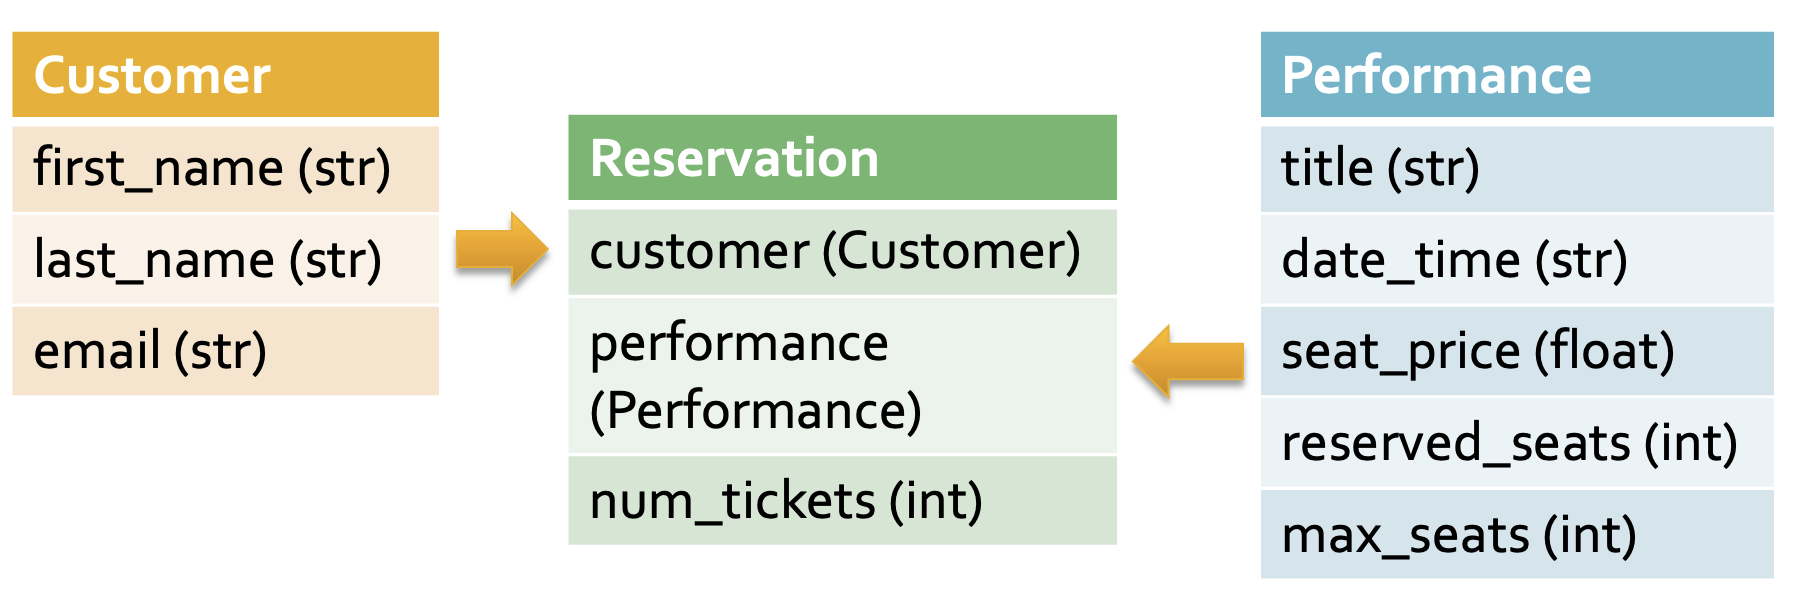 Customer
first_name (str)
last_name (str)
email (str)
Reservation
customer (Customer)
performance
(Performance)
num_tickets (int)
Performance
title (str)
date_time (str)
seat_price (float)
reserved_seats (int)
max_seats (int)